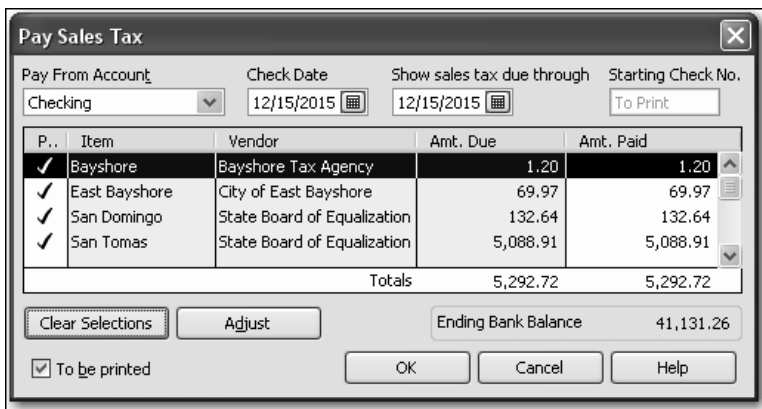 Pay Sales Tax
Pay From Account Check Date Show sales tax due through Starting Check No.
Checking 12/15/2015 12/15/2015 To Print
P.. Item Vendor Amt. Due Amt. Paid
Bayshore Bayshore Tax Agency 1.20 1.20
East Bayshore City of East Bayshore 69.97 69.97
San Domingo State Board of Equalization 132.64 132.64
San Tomas State Board of Equalization 5,088.91 5,088.91
Totals 5,292.72 5,292.72
Clear Selections Adjust Ending Bank Balance 41,131.26
To be printed OK Cancel Help